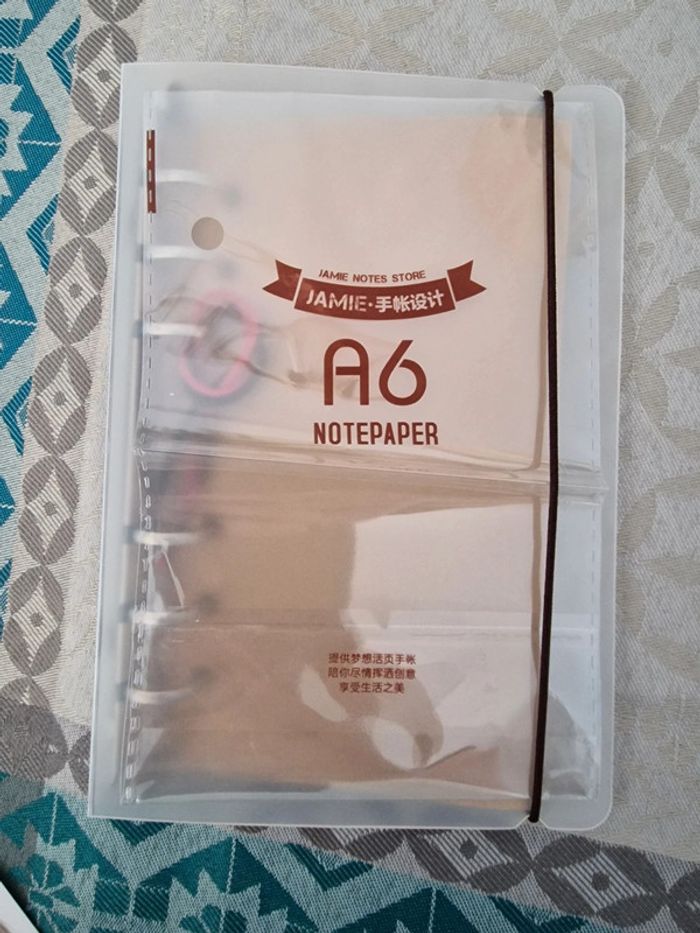 JAMIE NOTES STORE
JAMIE·手帐设计
A6
NOTEPAPER
提供梦想活页手帐
陪你尽情挥洒创意
享受生活之美